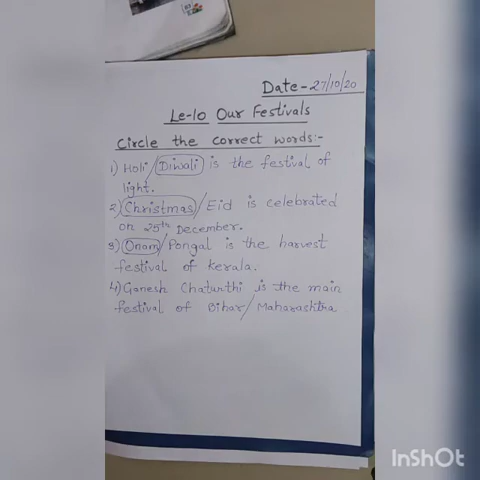 Date-27/10/20
Le-10 Our Festivals
Circle the correct words:-
1) Holi/Diwali is the festival of
light.
2) Christmas/Eid is celebrated
on 25th December.
3) Onam/Pongal is the harvest
festival of Kerala.
4) Ganesh Chaturthi is the main
festival of Bihar/Maharashtra
InShOt